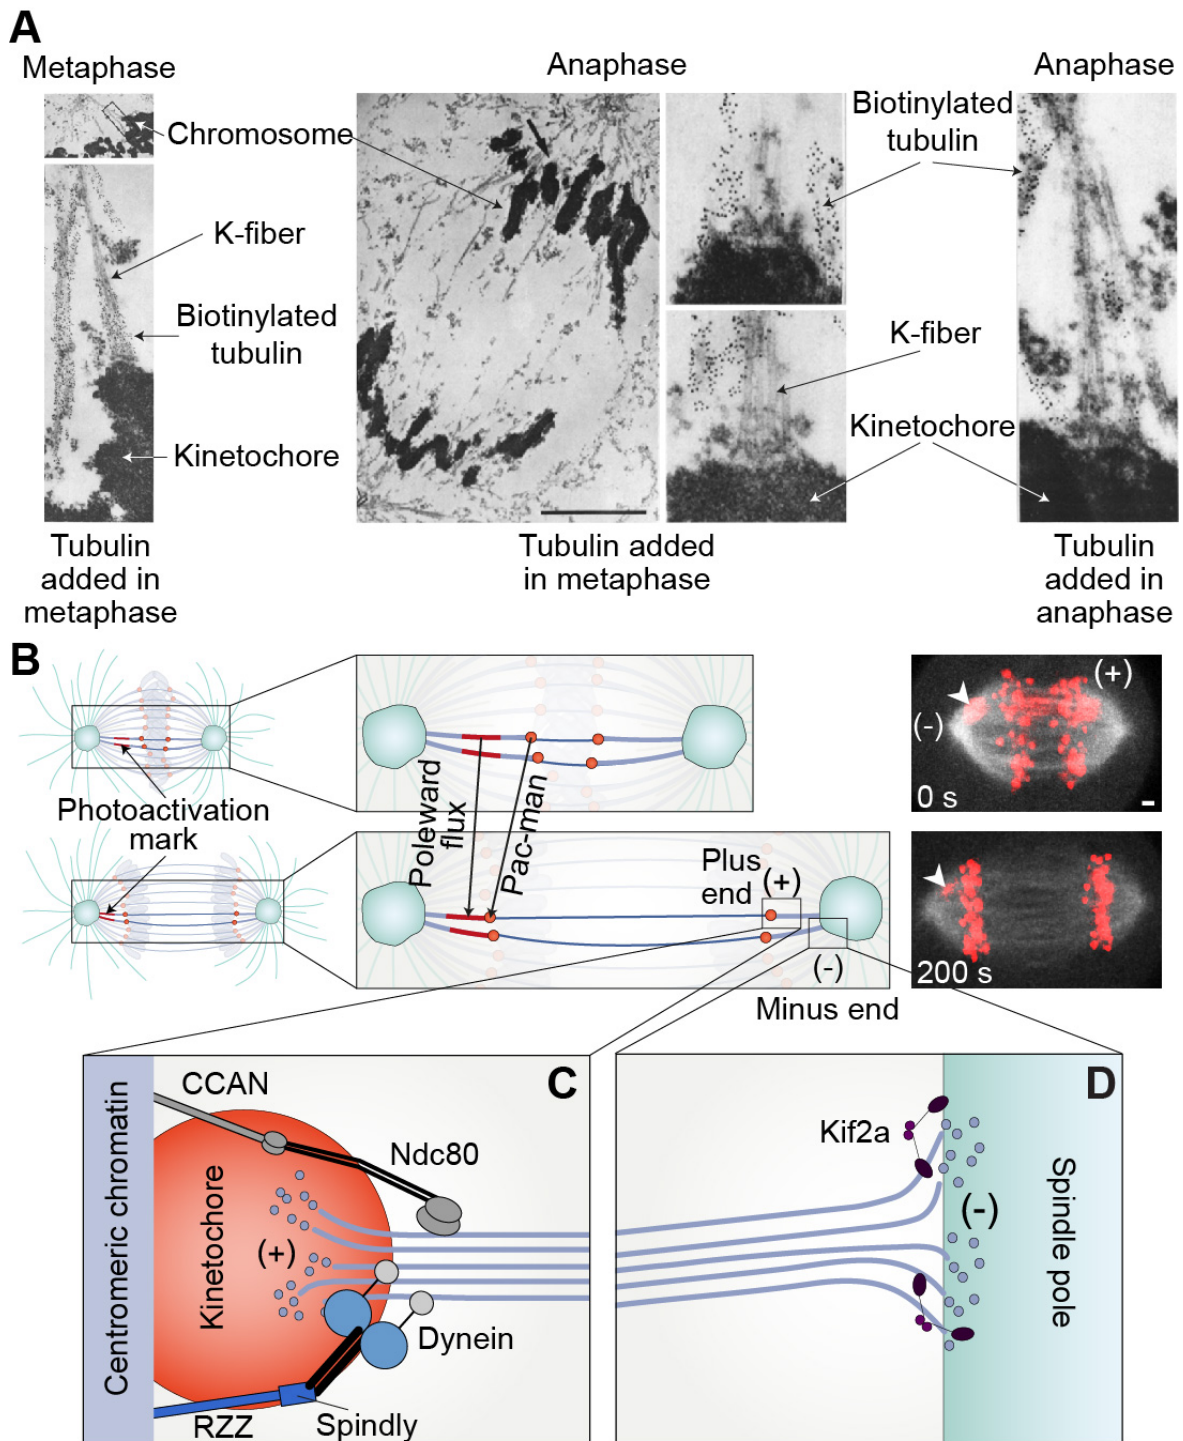 A
Metaphase
Anaphase
Anaphase
Chromosome
K-fiber
Biotinylated
tubulin
Kinetochore
Biotinylated
tubulin
K-fiber
Kinetochore
Tubulin
added in
metaphase
Tubulin added
in metaphase
Tubulin
added in
anaphase
B
Photoactivation
mark
Poleward
flux
Pac-man
Plus
end
(+)
(-)
Minus end
(+)
(-)
0 s
200 s
C
CCAN
Ndc80
Centromeric chromatin
Kinetochore
(+)
Dynein
RZZ
Spindly
D
Kif2a
(-)
Spindle pole